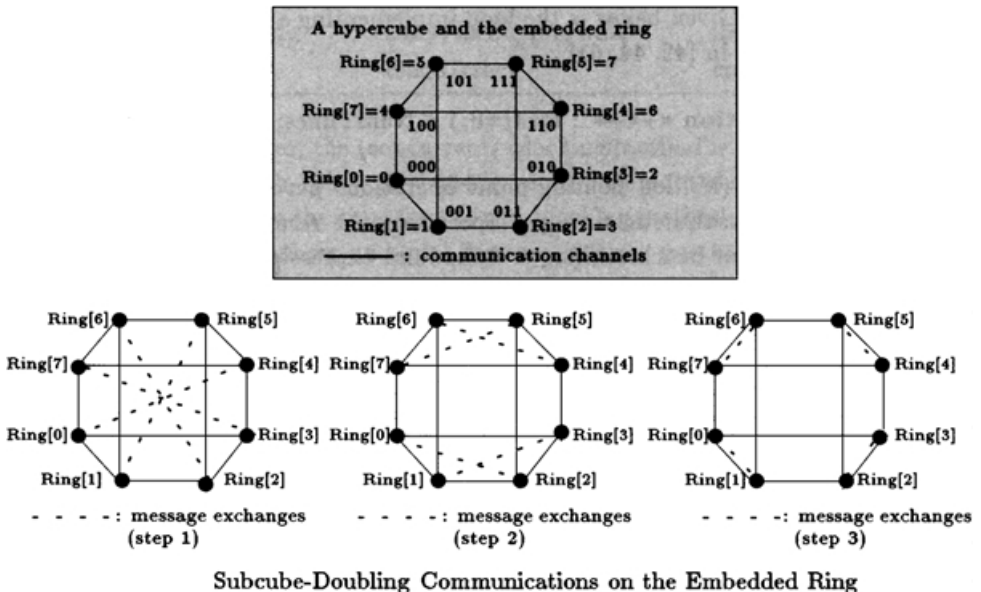 A hypercube and the embedded ring
Ring[6]=5
Ring[5]=7
101 111
Ring[7]=4
Ring[4]=6
100 110
000 010
Ring[0]=0
Ring[3]=2
001 011
Ring[1]=1
Ring[2]=3
: communication channels
Ring[6]
Ring[5]
Ring[7]
Ring[4]
Ring[0]
Ring[3]
Ring[1]
Ring[2]
- - - - -: message exchanges
(step 1)
Ring[6]
Ring[5]
Ring[7]
Ring[4]
Ring[0]
Ring[3]
Ring[1]
Ring[2]
- - - - -: message exchanges
(step 2)
Ring[6]
Ring[5]
Ring[7]
Ring[4]
Ring[0]
Ring[3]
Ring[1]
Ring[2]
- - - - -: message exchanges
(step 3)
Subcube-Doubling Communications on the Embedded Ring